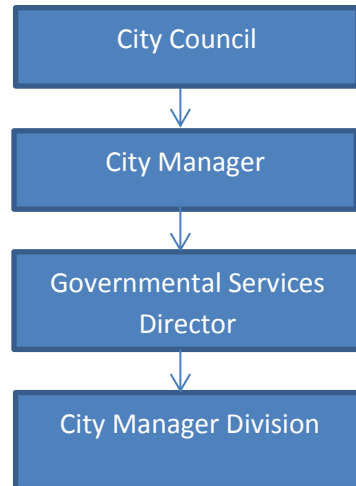 City Council
City Manager
Governmental Services
Director
City Manager Division